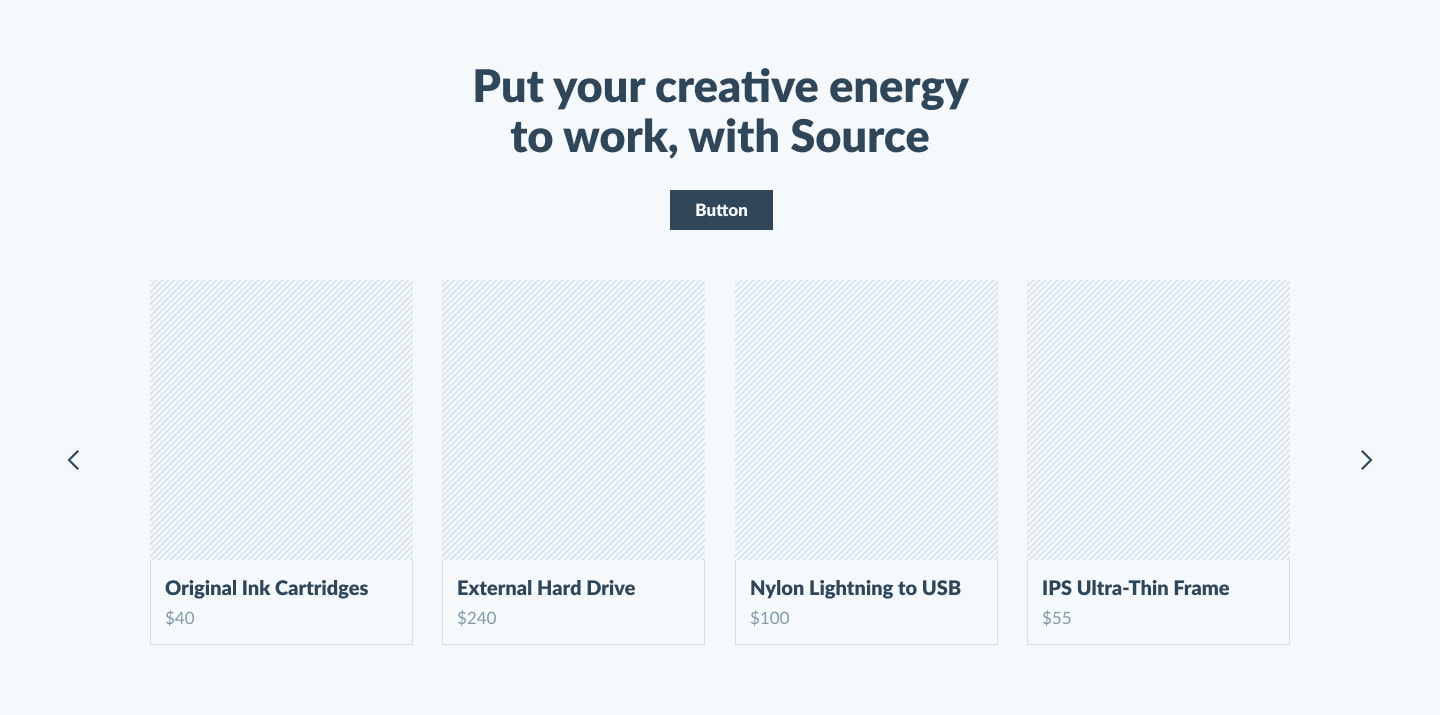 Put your creative energy
to work, with Source
Button
Original Ink Cartridges
$40
External Hard Drive
$240
Nylon Lightning to USB
$100
IPS Ultra-Thin Frame
$55